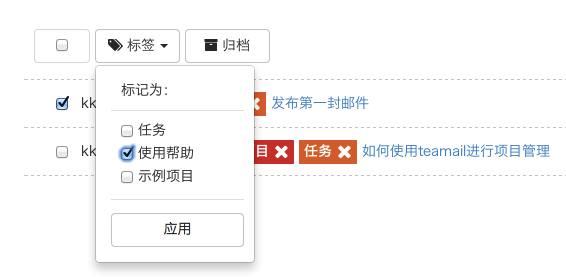 标签 归档
标记为：
kk 发布第一封邮件
任务
使用帮助
kk 目 任务 如何使用teamail进行项目管理
示例项目
应用